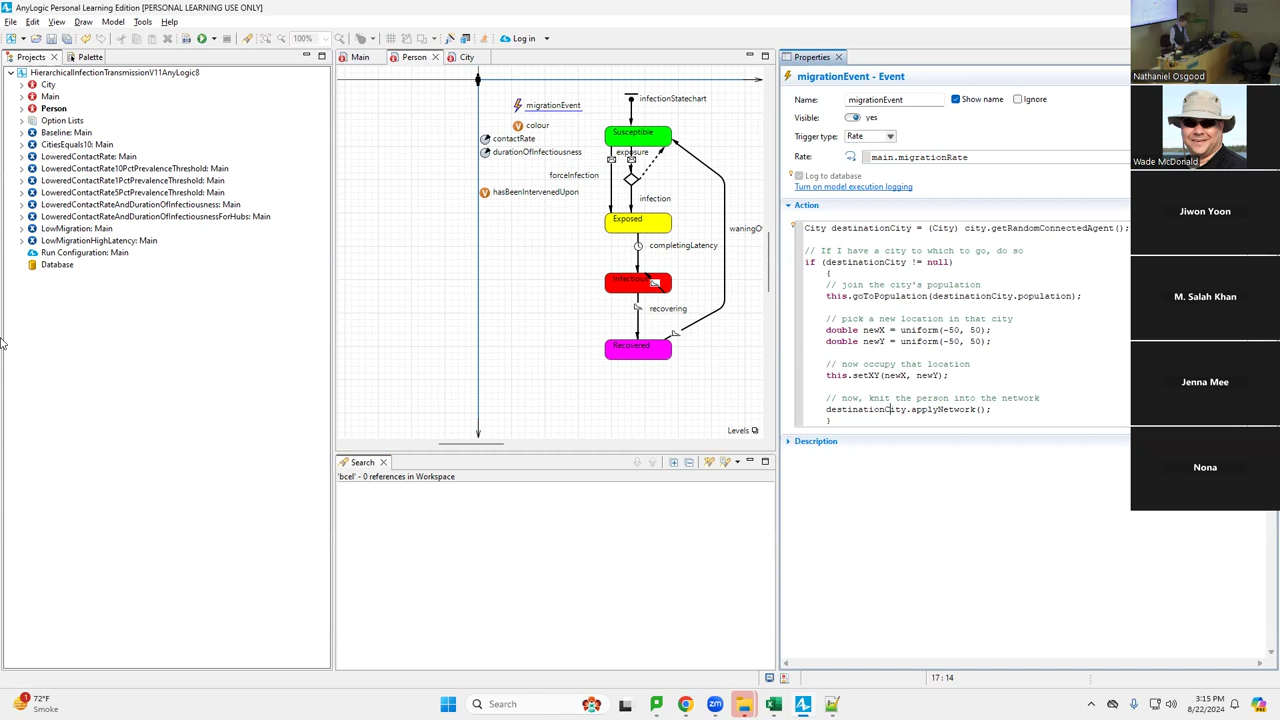 AnyLogic Personal Learning Edition [PERSONAL LEARNING USE ONLY]
File Edit View Draw Model Tools Help
100% Log in
Projects Palette
HierarchicalInfectionTransmissionV11AnyLogic8
City
Main
Person
Option Lists
Baseline: Main
CitiesEquals10: Main
LoweredContactRate: Main
LoweredContactRate10PctPrevalenceThreshold: Main
LoweredContactRate1PctPrevalenceThreshold: Main
LoweredContactRate5PctPrevalenceThreshold: Main
LoweredContactRateAndDurationOfInfectiousness: Main
LoweredContactRateAndDurationOfInfectiousnessForHubs: Main
LowMigration: Main
LowMigrationHighLatency: Main
Run Configuration: Main
Database
Main Person City
migrationEvent
colour
contactRate
durationOfInfectiousness
hasBeenIntervenedUpon
infectionStatechart
Susceptible
exposure
forceInfection
infection
Exposed
completingLatency
Infectious
recovering
Recovered
waningO
Levels
Search
'bcel' - 0 references in Workspace
Properties
migrationEvent - Event
Name: migrationEvent Show name Ignore
Visible: yes
Trigger type: Rate
Rate: main.migrationRate
Log to database
Turn on model execution logging
Action
City destinationCity = (City) city.getRandomConnectedAgent();
// If I have a city to which to go, do so
if (destinationCity != null)
{
// join the city's population
this.goToPopulation(destinationCity.population);
// pick a new location in that city
double newX = uniform(-50, 50);
double newY = uniform(-50, 50);
// now occupy that location
this.setXY(newX, newY);
// now, knit the person into the network
destinationCity.applyNetwork();
}
Description
17 : 14
Nathaniel Osgood
Wade McDonald
Jiwon Yoon
M. Salah Khan
Jenna Mee
Nona
1
72°F
Smoke
Search
3:15 PM
8/22/2024